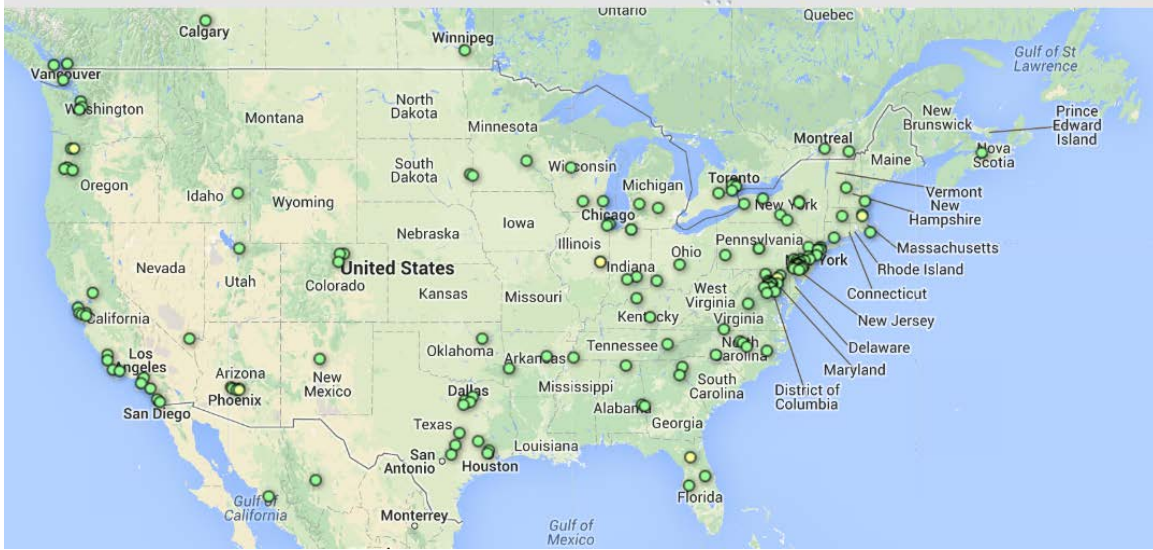 Ontario
Quebec
Calgary
Winnipeg
Gulf of St
Lawrence
Vancouver
Washington
North
Dakota
Montana
Minnesota
New
Brunswick
Prince
Edward
Island
Montreal
Nova
Scotia
Maine
Oregon
Idaho
South
Dakota
Wisconsin
Michigan
Toronto
Vermont
New
Hampshire
Wyoming
Iowa
Chicago
New York
Massachusetts
Nebraska
Illinois
Ohio
Pennsylvania
Rhode Island
Nevada
Utah
United States
Colorado
Indiana
New York
Connecticut
Kansas
Missouri
West
Virginia
Virginia
California
Kentucky
New Jersey
Delaware
Maryland
Los
Angeles
Arizona
Phoenix
New
Mexico
Oklahoma
Arkansas
Tennessee
North
Carolina
District of
Columbia
San Diego
Dallas
Mississippi
South
Carolina
Alabama
Georgia
Texas
Louisiana
San
Antonio
Houston
Florida
Gulf of
California
Monterrey
Gulf of
Mexico